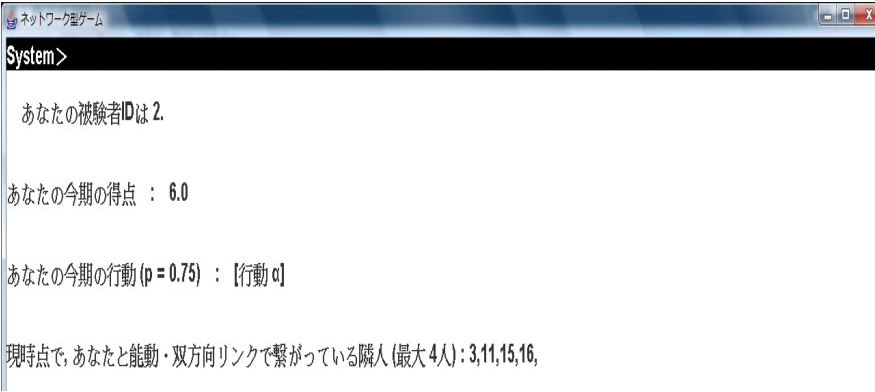 ネットワーク型ゲーム
System＞
あなたの被験者IDは 2.
あなたの今期の得点 ： 6.0
あなたの今期の行動 (p = 0.75) ：【行動 α】
現時点で, あなたと能動・双方向リンクで繋がっている隣人 (最大 4人) : 3,11,15,16,